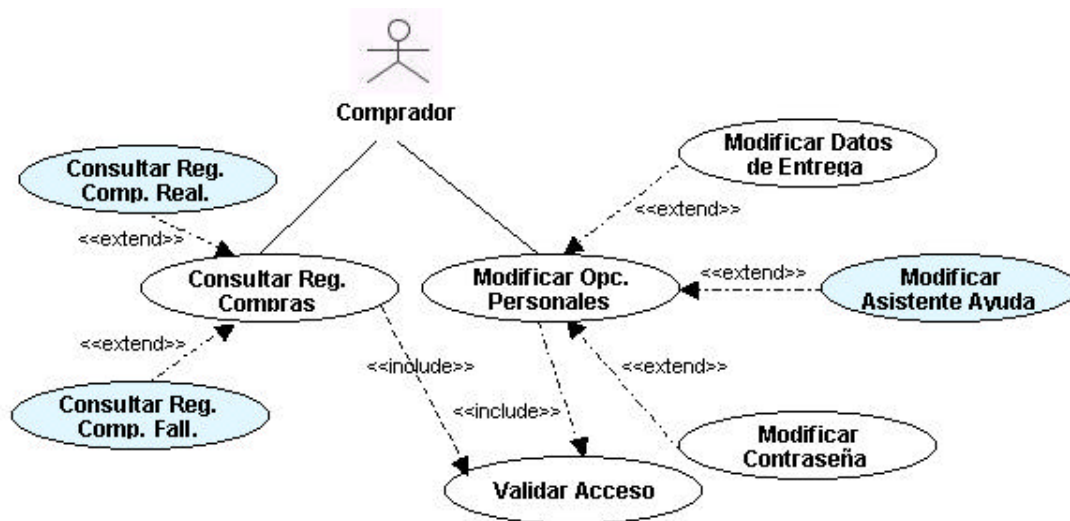 Comprador
Modificar Datos
de Entrega
Consultar Reg.
Comp. Real.
<<extend>>
<<extend>>
Consultar Reg.
Compras
Modificar Opc.
Personales
<<extend>>
Modificar
Asistente Ayuda
<<extend>>
<<include>>
<<extend>>
Consultar Reg.
Comp. Fall.
<<include>>
Modificar
Contraseña
Validar Acceso